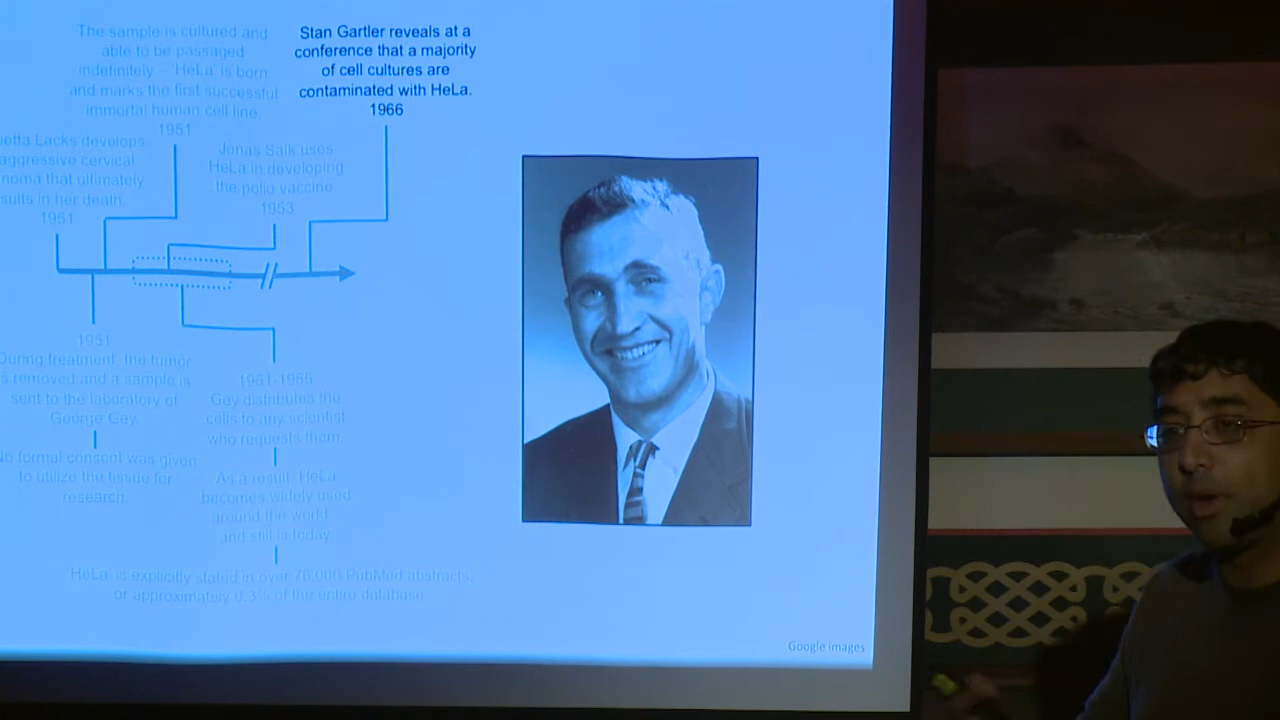 The sample is cultured and
able to be passaged
indefinitely – 'HeLa' is born
and marks the first successful
immortal human cell line.
1951
Stan Gartler reveals at a
conference that a majority
of cell cultures are
contaminated with HeLa.
1966
ietta Lacks develops
aggressive cervical
noma that ultimately
sults in her death.
1951
Jonas Salk uses
HeLa in developing
the polio vaccine
1953
1951
During treatment, the tumor
s removed and a sample is
sent to the laboratory of
George Gey.
No formal consent was given
to utilize the tissue for
research.
Gey distributes the
cells to any scientist
who requests them.
As a result, HeLa
becomes widely used
around the world –
and still is today.
HeLa' is explicitly stated in over 76,000 PubMed abstracts,
or approximately 0.3% of the entire database.
Google images